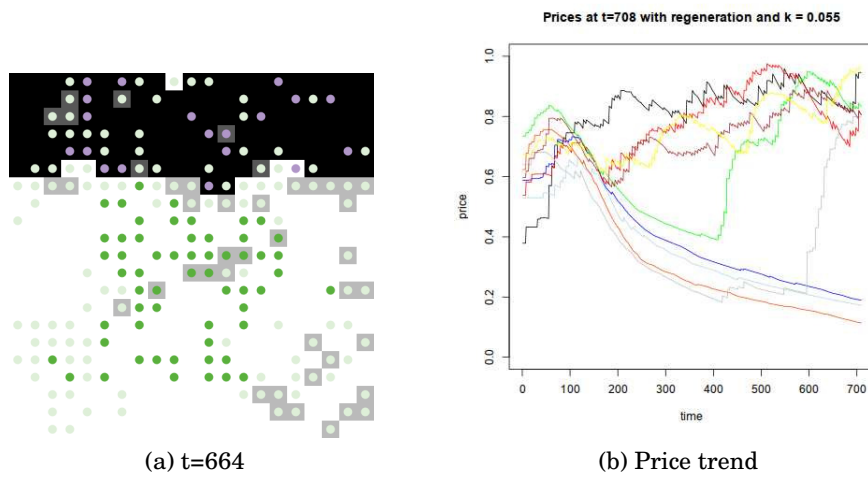 Prices at t=708 with regeneration and k = 0.055
1.0
0.8
0.6
price
0.4
0.2
0.0
0 100 200 300 400 500 600 700
time
(a) t=664 (b) Price trend